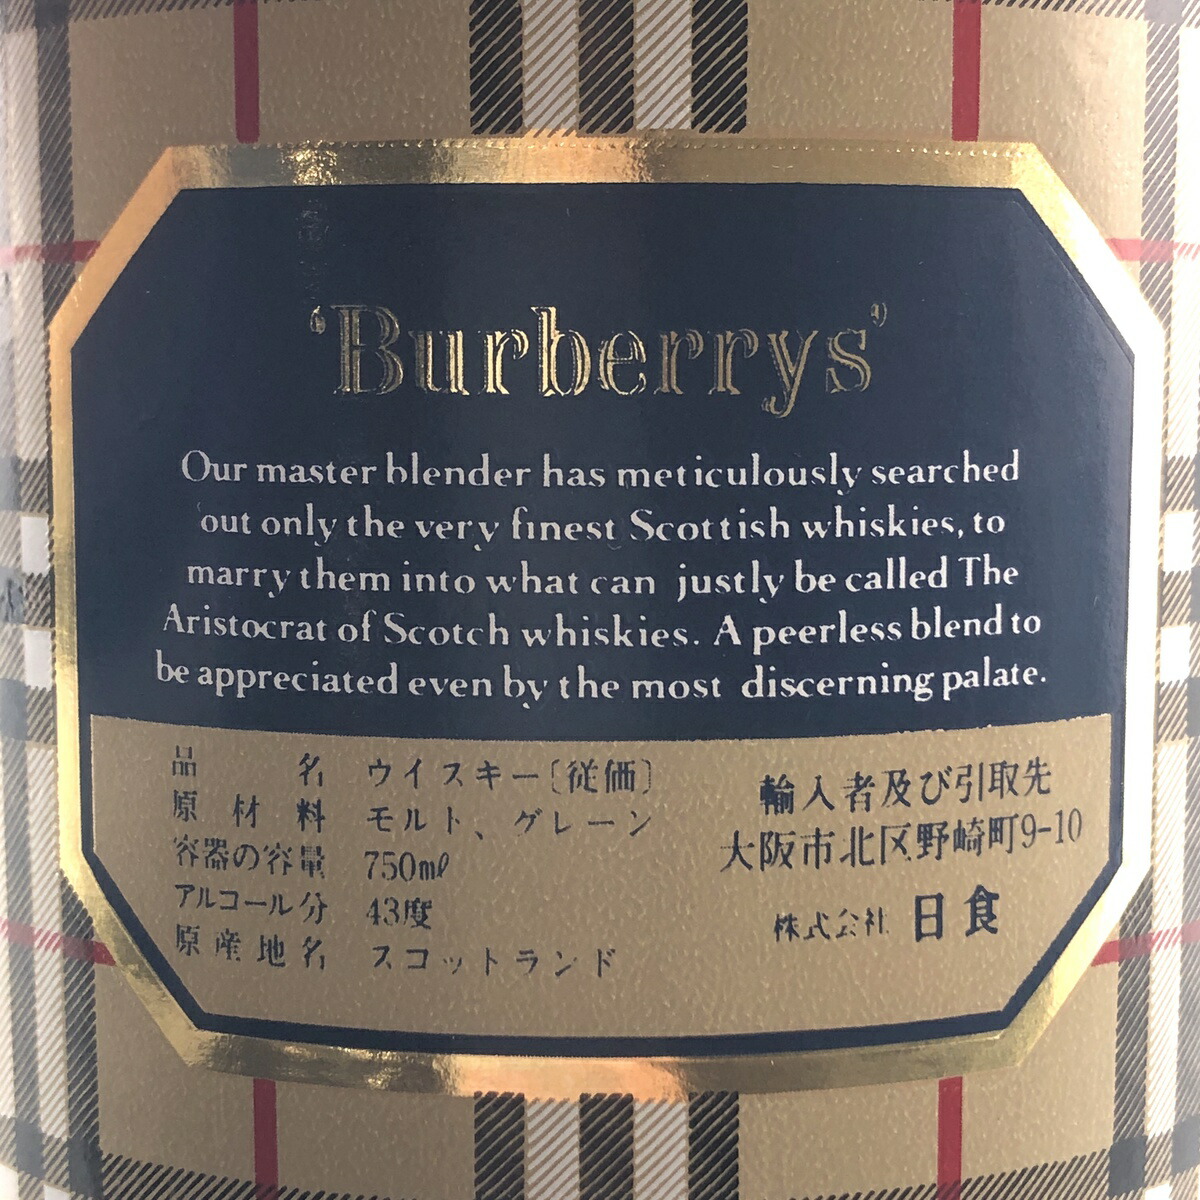 'Burberrys'
Our master blender has meticulously searched
out only the very finest Scottish whiskies, to
marry them into what can justly be called The
Aristocrat of Scotch whiskies. A peerless blend to
be appreciated even by the most discerning palate.
品名 ウイスキー〔従価〕
原材料 モルト、グレーン
容器の容量 750ml
アルコール分 43度
原産地名 スコットランド
輸入者及び引取先
大阪市北区野崎町9-10
株式会社 日食